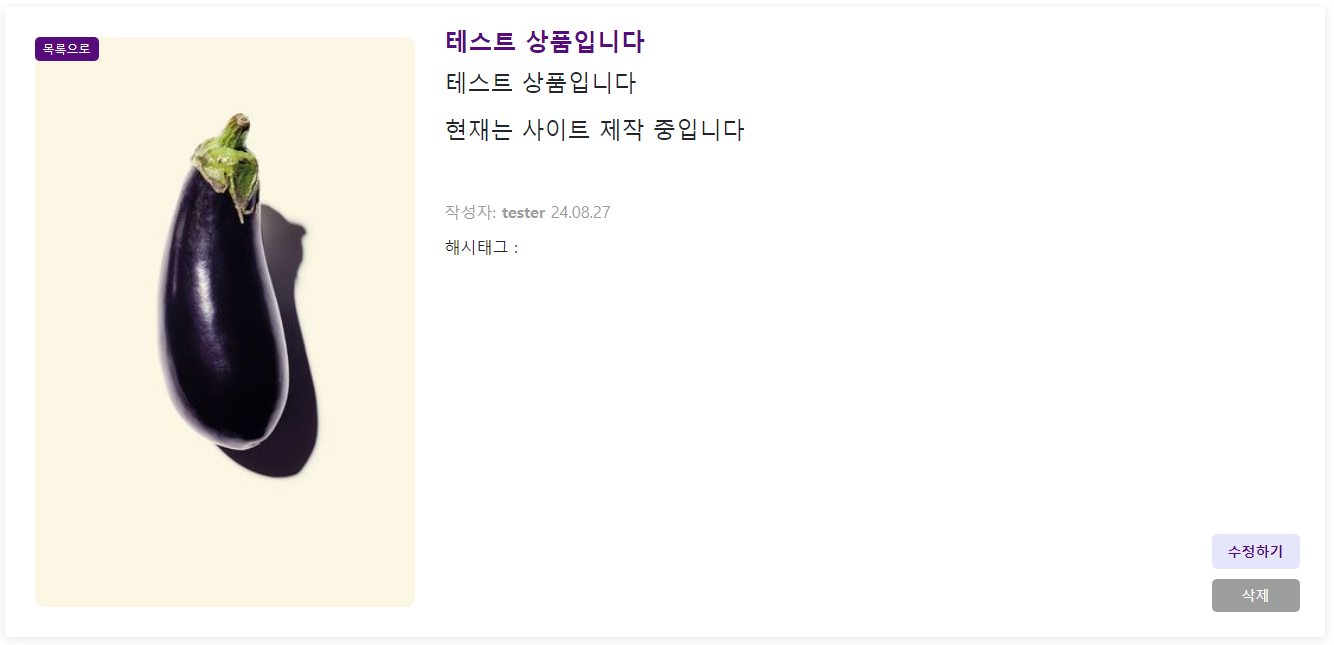 목록으로
테스트 상품입니다
테스트 상품입니다
현재는 사이트 제작 중입니다
작성자: tester 24.08.27
해시태그 :
수정하기
삭제